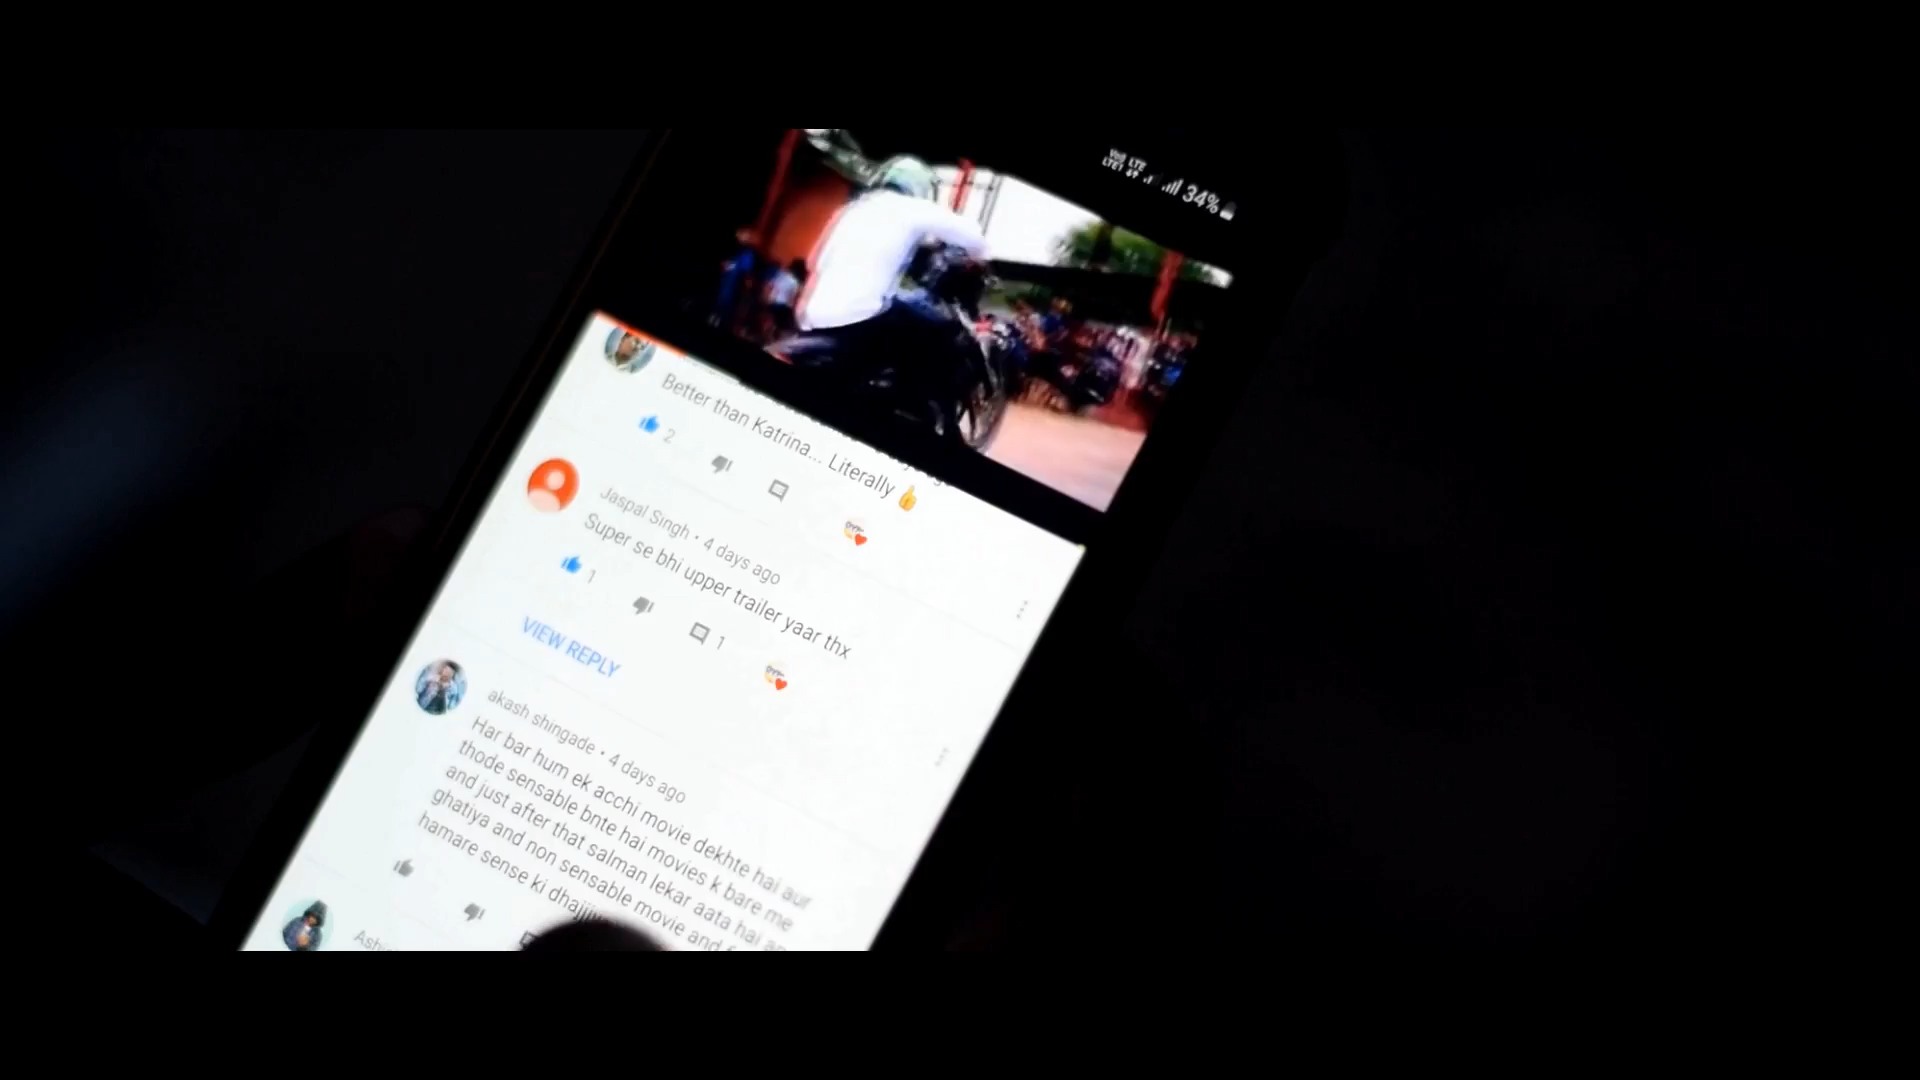 Vo)) LTE
LTE1
34%
Better than Katrina... Literally 👍
2
Jaspal Singh • 4 days ago
Super se bhi upper trailer yaar thx
1
1
VIEW REPLY
akash shingade • 4 days ago
Har bar hum ek acchi movie dekhte hai aur
thode sensable bnte hai movies k bare me
and just after that salman lekar aata hai
ghatiya and non sensable movie and
hamare sense ki